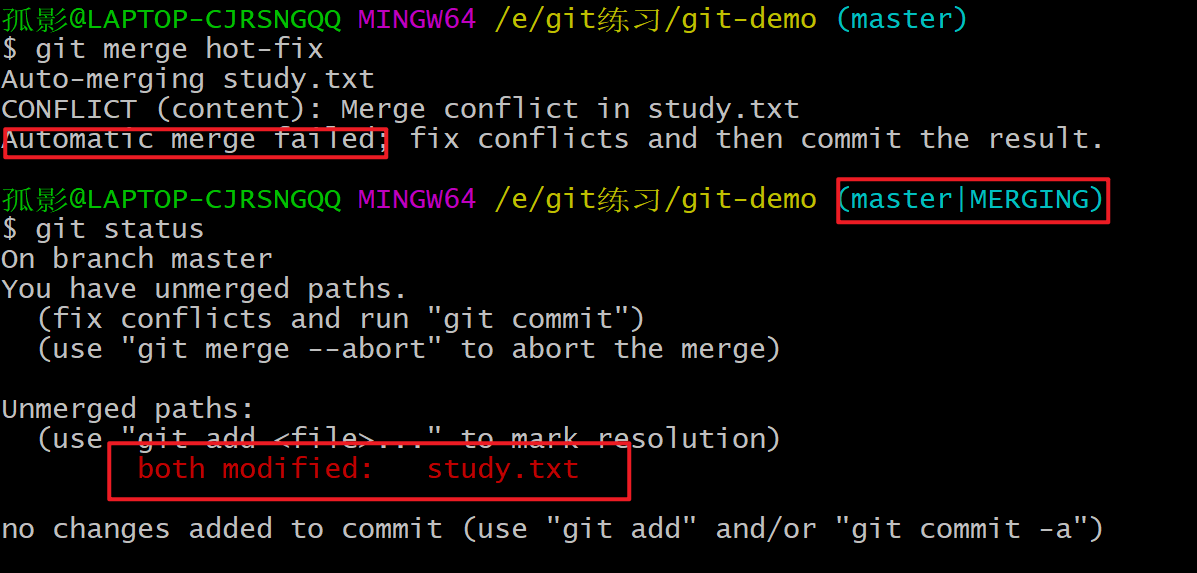 孤影@LAPTOP-CJRSNGQQ MINGW64 /e/git练习/git-demo (master)
$ git merge hot-fix
Auto-merging study.txt
CONFLICT (content): Merge conflict in study.txt
Automatic merge failed; fix conflicts and then commit the result.
孤影@LAPTOP-CJRSNGQQ MINGW64 /e/git练习/git-demo (master|MERGING)
$ git status
On branch master
You have unmerged paths.
  (fix conflicts and run "git commit")
  (use "git merge --abort" to abort the merge)
Unmerged paths:
  (use "git add <file>..." to mark resolution)
        both modified:   study.txt
no changes added to commit (use "git add" and/or "git commit -a")